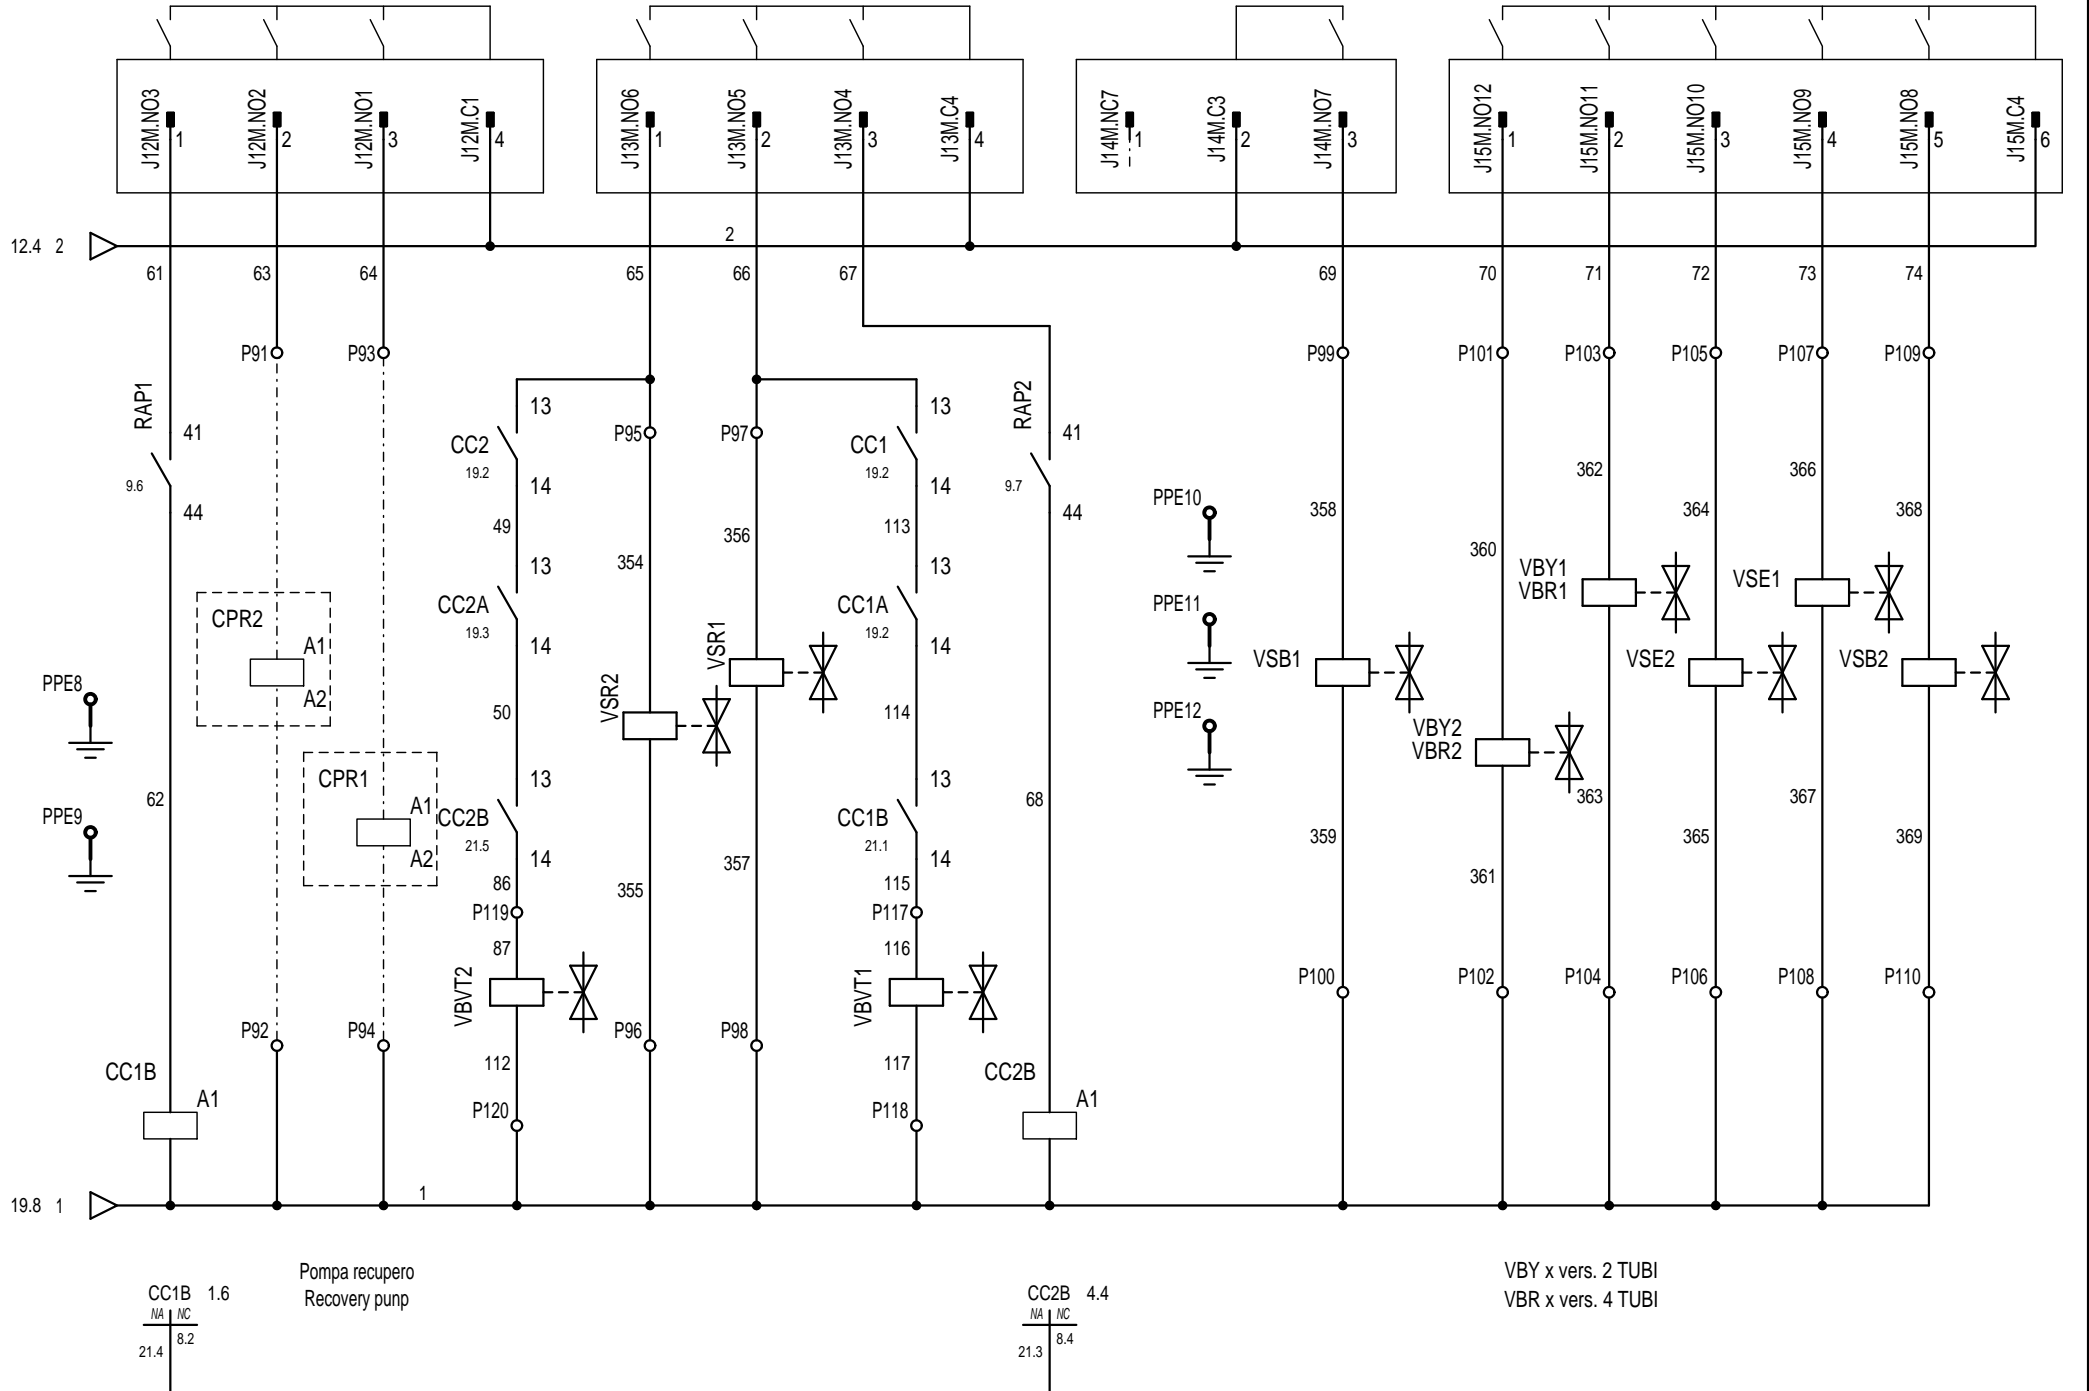 J12M.NO3 1
J12M.NO2 2
J12M.NO1 3
J12M.C1 4
J13M.NO6 1
J13M.NO5 2
J13M.NO4 3
J13M.C4 4
J14M.NC7 1
J14M.C3 2
J14M.NO7 3
J15M.NO12 1
J15M.NO11 2
J15M.NO10 3
J15M.NO9 4
J15M.NO8 5
J15M.C4 6
12.4 2
2
61 63 64 65 66 67 69 70 71 72 73 74
P91 P93 P99 P101 P103 P105 P107 P109
RAP1
41
9.6
44
13
CC2
19.2
14
P95
P97
13
CC1
19.2
14
RAP2
41
9.7
44
49
354
356
113
358
360
362
364
366
368
PPE10
PPE11
PPE12
13
CC2A
19.3
14
13
CC1A
19.2
14
CPR2
A1
A2
VSR2
VSR1
VSB1
VBY1
VBR1
VSE2
VSE1
VSB2
VBY2
VBR2
PPE8
PPE9
50
114
CPR1
A1
A2
62
13
CC2B
21.5
14
13
CC1B
21.1
14
68
355
357
359
361
363
365
367
369
86
P119
87
VBVT2
112
P120
115
P117
116
VBVT1
117
P118
P92 P94 P96 P98
P100 P102 P104 P106 P108 P110
CC1B
A1
CC2B
A1
19.8 1
1
Pompa recupero
Recovery punp
CC1B 1.6
NA NC
8.2
21.4
CC2B 4.4
NA NC
8.4
21.3
VBY x vers. 2 TUBI
VBR x vers. 4 TUBI